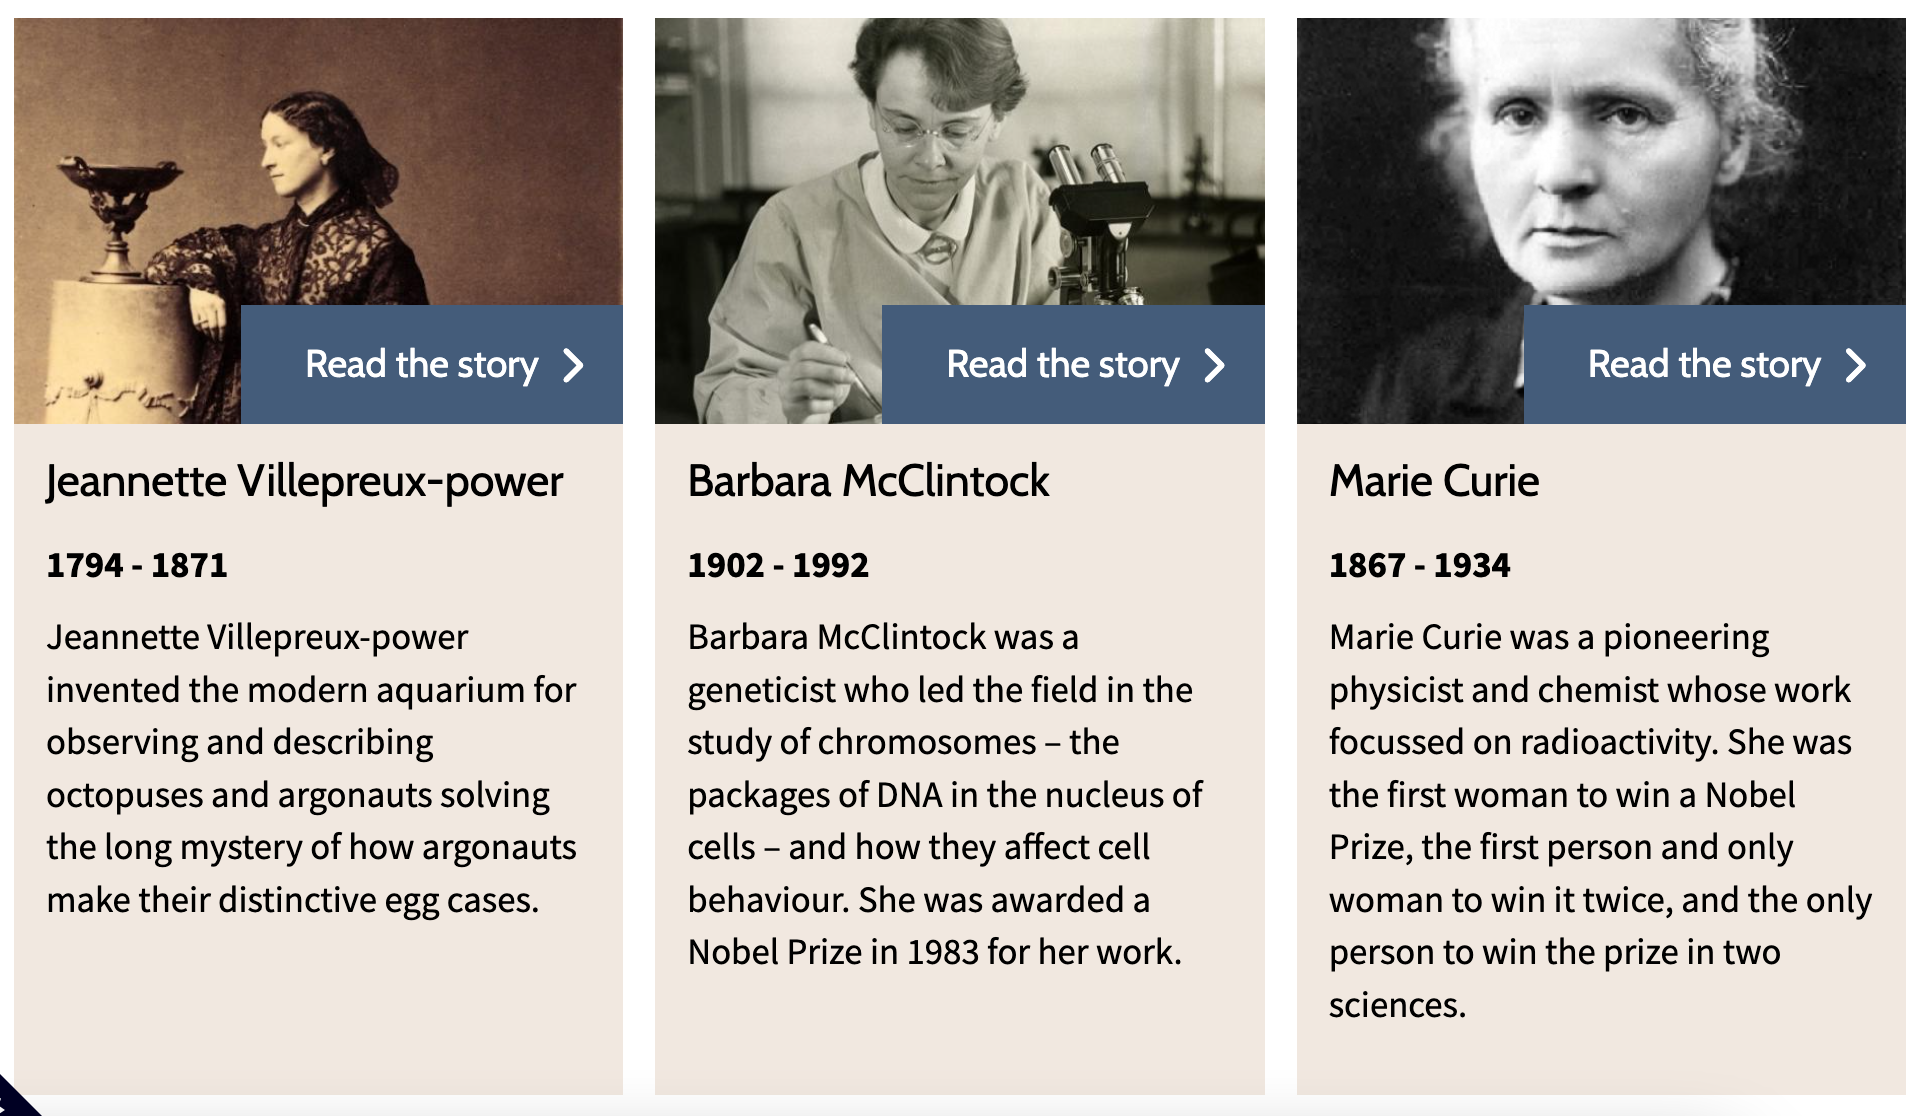 Read the story
Jeannette Villepreux-power
1794 - 1871
Jeannette Villepreux-power
invented the modern aquarium for
observing and describing
octopuses and argonauts solving
the long mystery of how argonauts
make their distinctive egg cases.
Read the story
Barbara McClintock
1902 - 1992
Barbara McClintock was a
geneticist who led the field in the
study of chromosomes – the
packages of DNA in the nucleus of
cells – and how they affect cell
behaviour. She was awarded a
Nobel Prize in 1983 for her work.
Read the story
Marie Curie
1867 - 1934
Marie Curie was a pioneering
physicist and chemist whose work
focussed on radioactivity. She was
the first woman to win a Nobel
Prize, the first person and only
woman to win it twice, and the only
person to win the prize in two
sciences.